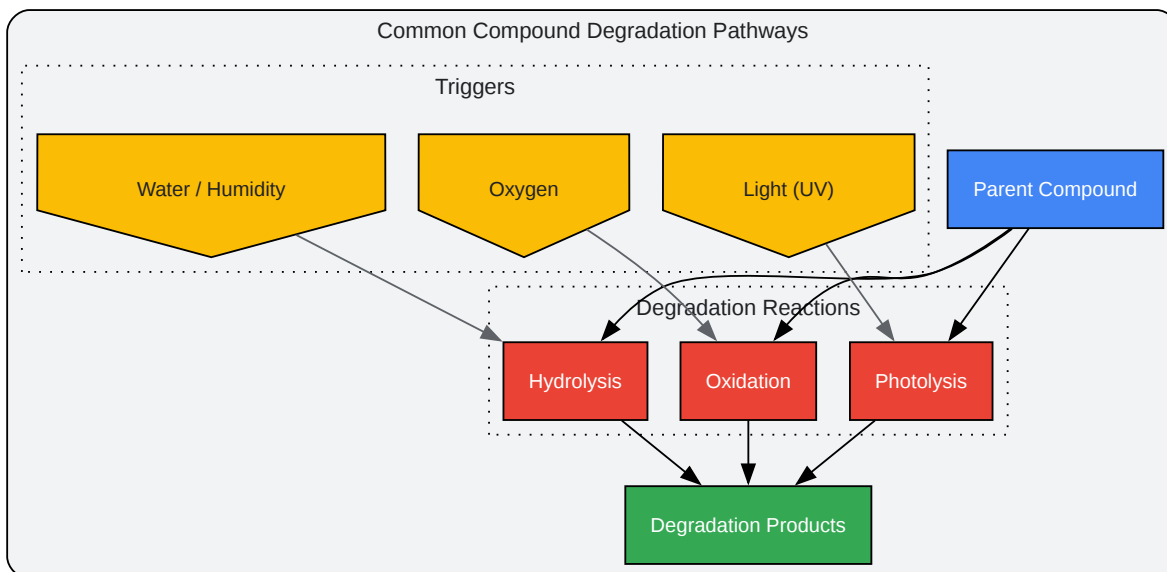 Common Compound Degradation Pathways
Triggers
Water / Humidity
Oxygen
Light (UV)
Parent Compound
Degradation Reactions
Hydrolysis
Oxidation
Photolysis
Degradation Products